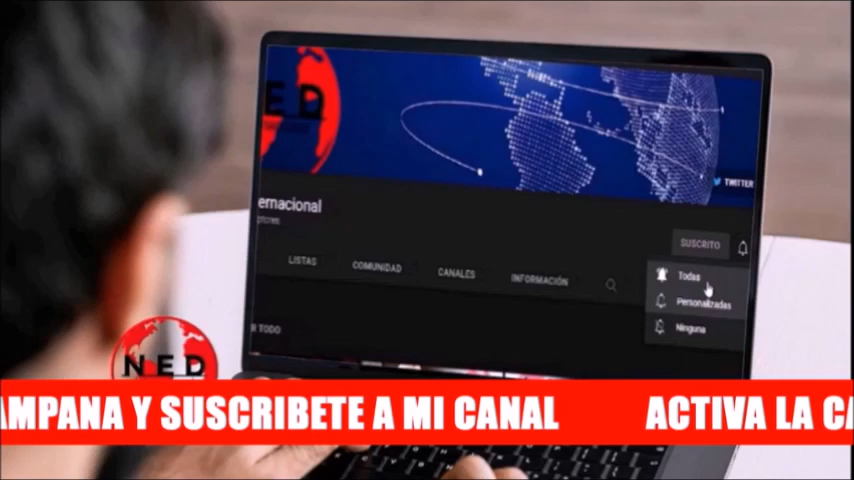 E D
TWITTER
ernacional
SUSCRITO
LISTAS
COMUNIDAD
CANALES
INFORMACIÓN
Todas
Personalizadas
Ninguna
R TODO
NED
AMPANA Y SUSCRIBETE A MI CANAL
ACTIVA LA CA